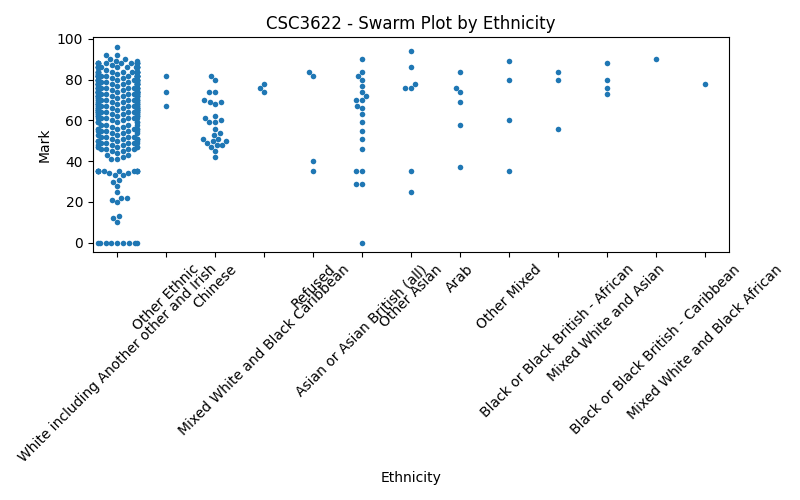 CSC3622 - Swarm Plot by Ethnicity
Mark
100
80
60
40
20
0
White including Another other and Irish
Other Ethnic
Chinese
Mixed White and Black Caribbean
Refused
Asian or Asian British (all)
Other Asian
Arab
Other Mixed
Black or Black British - African
Mixed White and Asian
Black or Black British - Caribbean
Mixed White and Black African
Ethnicity